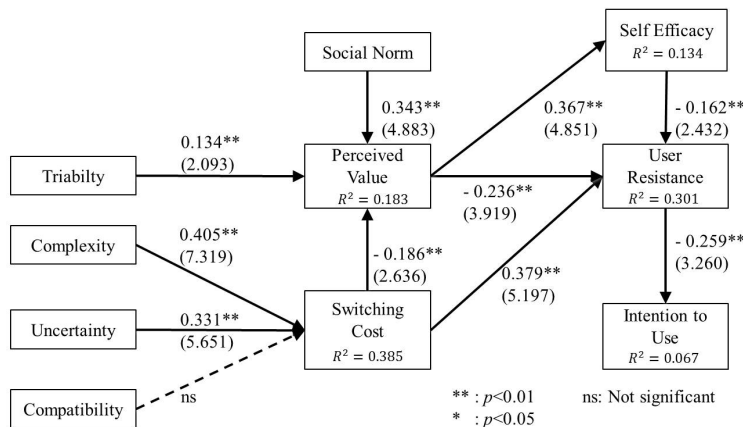 Self Efficacy
R² = 0.134
Social Norm
0.343**
(4.883)
0.367**
(4.851)
- 0.162**
(2.432)
0.134**
(2.093)
Triabilty
Perceived
Value
R² = 0.183
User
Resistance
R² = 0.301
- 0.236**
(3.919)
Complexity
0.405**
(7.319)
- 0.186**
(2.636)
0.379**
(5.197)
- 0.259**
(3.260)
Uncertainty
0.331**
(5.651)
Switching
Cost
R² = 0.385
Intention to
Use
R² = 0.067
Compatibility
ns
** : p<0.01
ns: Not significant
* : p<0.05